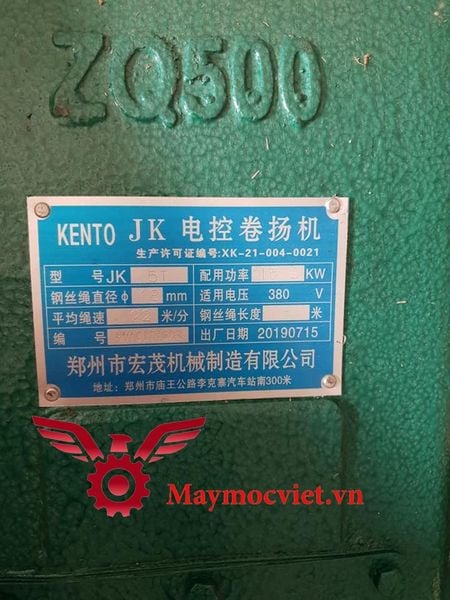 ZQ500
KENTO JK 电控卷扬机
生产许可证编号:XK-21-004-0021
型 号 JK 5T 配用功率 KW
钢丝绳直径 φ mm 适用电压 380 V
平均绳速 22 米/分 钢丝绳长度 米
编 号 出厂日期 20190715
郑州市宏茂机械制造有限公司
地址: 郑州市庙王公路李克寨汽车站南300米
Maymocviet.vn